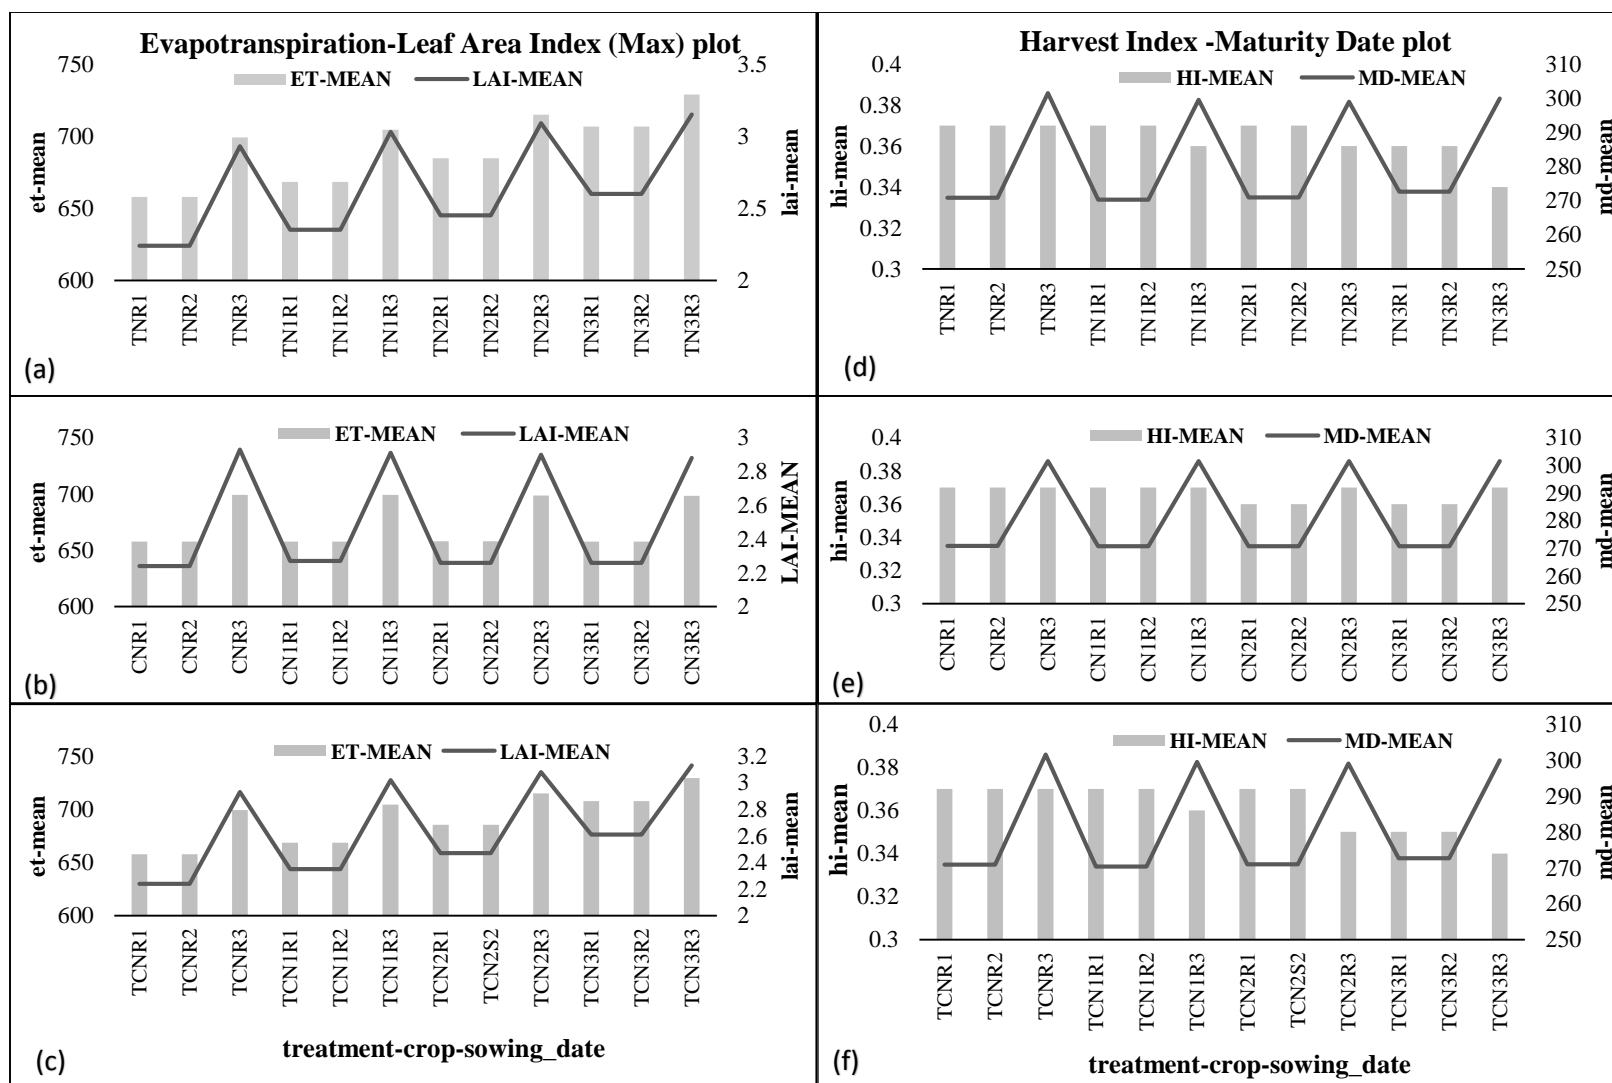 Evapotranspiration-Leaf Area Index (Max) plot
ET-MEAN LAI-MEAN
750
700
650
600
et-mean
3.5
3
2.5
2
lai-mean
TNR1 TNR2 TNR3 TN1R1 TN1R2 TN1R3 TN2R1 TN2R2 TN2R3 TN3R1 TN3R2 TN3R3
(a)
Harvest Index -Maturity Date plot
HI-MEAN MD-MEAN
0.4
0.38
0.36
0.34
0.32
0.3
hi-mean
310
300
290
280
270
260
250
md-mean
TNR1 TNR2 TNR3 TN1R1 TN1R2 TN1R3 TN2R1 TN2R2 TN2R3 TN3R1 TN3R2 TN3R3
(d)
ET-MEAN LAI-MEAN
750
700
650
600
et-mean
3
2.8
2.6
2.4
2.2
2
LAI-MEAN
CNR1 CNR2 CNR3 CN1R1 CN1R2 CN1R3 CN2R1 CN2R2 CN2R3 CN3R1 CN3R2 CN3R3
(b)
HI-MEAN MD-MEAN
0.4
0.38
0.36
0.34
0.32
0.3
hi-mean
310
300
290
280
270
260
250
md-mean
CNR1 CNR2 CNR3 CN1R1 CN1R2 CN1R3 CN2R1 CN2R2 CN2R3 CN3R1 CN3R2 CN3R3
(e)
ET-MEAN LAI-MEAN
750
700
650
600
et-mean
3.2
3
2.8
2.6
2.4
2.2
2
lai-mean
TCNR1 TCNR2 TCNR3 TCN1R1 TCN1R2 TCN1R3 TCN2R1 TCN2S2 TCN2R3 TCN3R1 TCN3R2 TCN3R3
treatment-crop-sowing_date
(c)
HI-MEAN MD-MEAN
0.4
0.38
0.36
0.34
0.32
0.3
hi-mean
310
300
290
280
270
260
250
md-mean
TCNR1 TCNR2 TCNR3 TCN1R1 TCN1R2 TCN1R3 TCN2R1 TCN2S2 TCN2R3 TCN3R1 TCN3R2 TCN3R3
treatment-crop-sowing_date
(f)